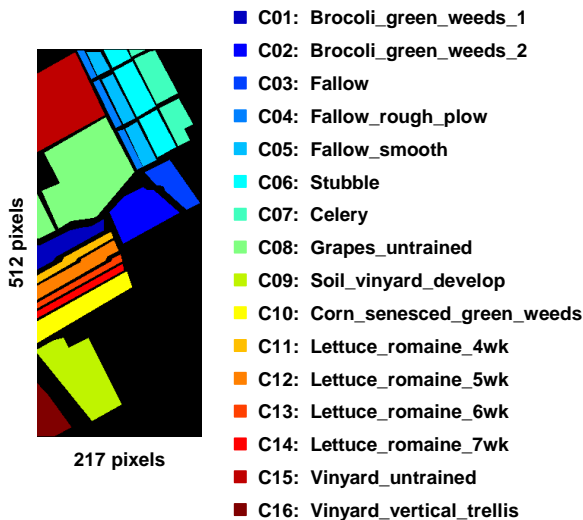 C01: Brocoli_green_weeds_1
C02: Brocoli_green_weeds_2
C03: Fallow
C04: Fallow_rough_plow
C05: Fallow_smooth
C06: Stubble
C07: Celery
C08: Grapes_untrained
C09: Soil_vinyard_develop
C10: Corn_senesced_green_weeds
C11: Lettuce_romaine_4wk
C12: Lettuce_romaine_5wk
C13: Lettuce_romaine_6wk
C14: Lettuce_romaine_7wk
C15: Vinyard_untrained
C16: Vinyard_vertical_trellis
512 pixels
217 pixels